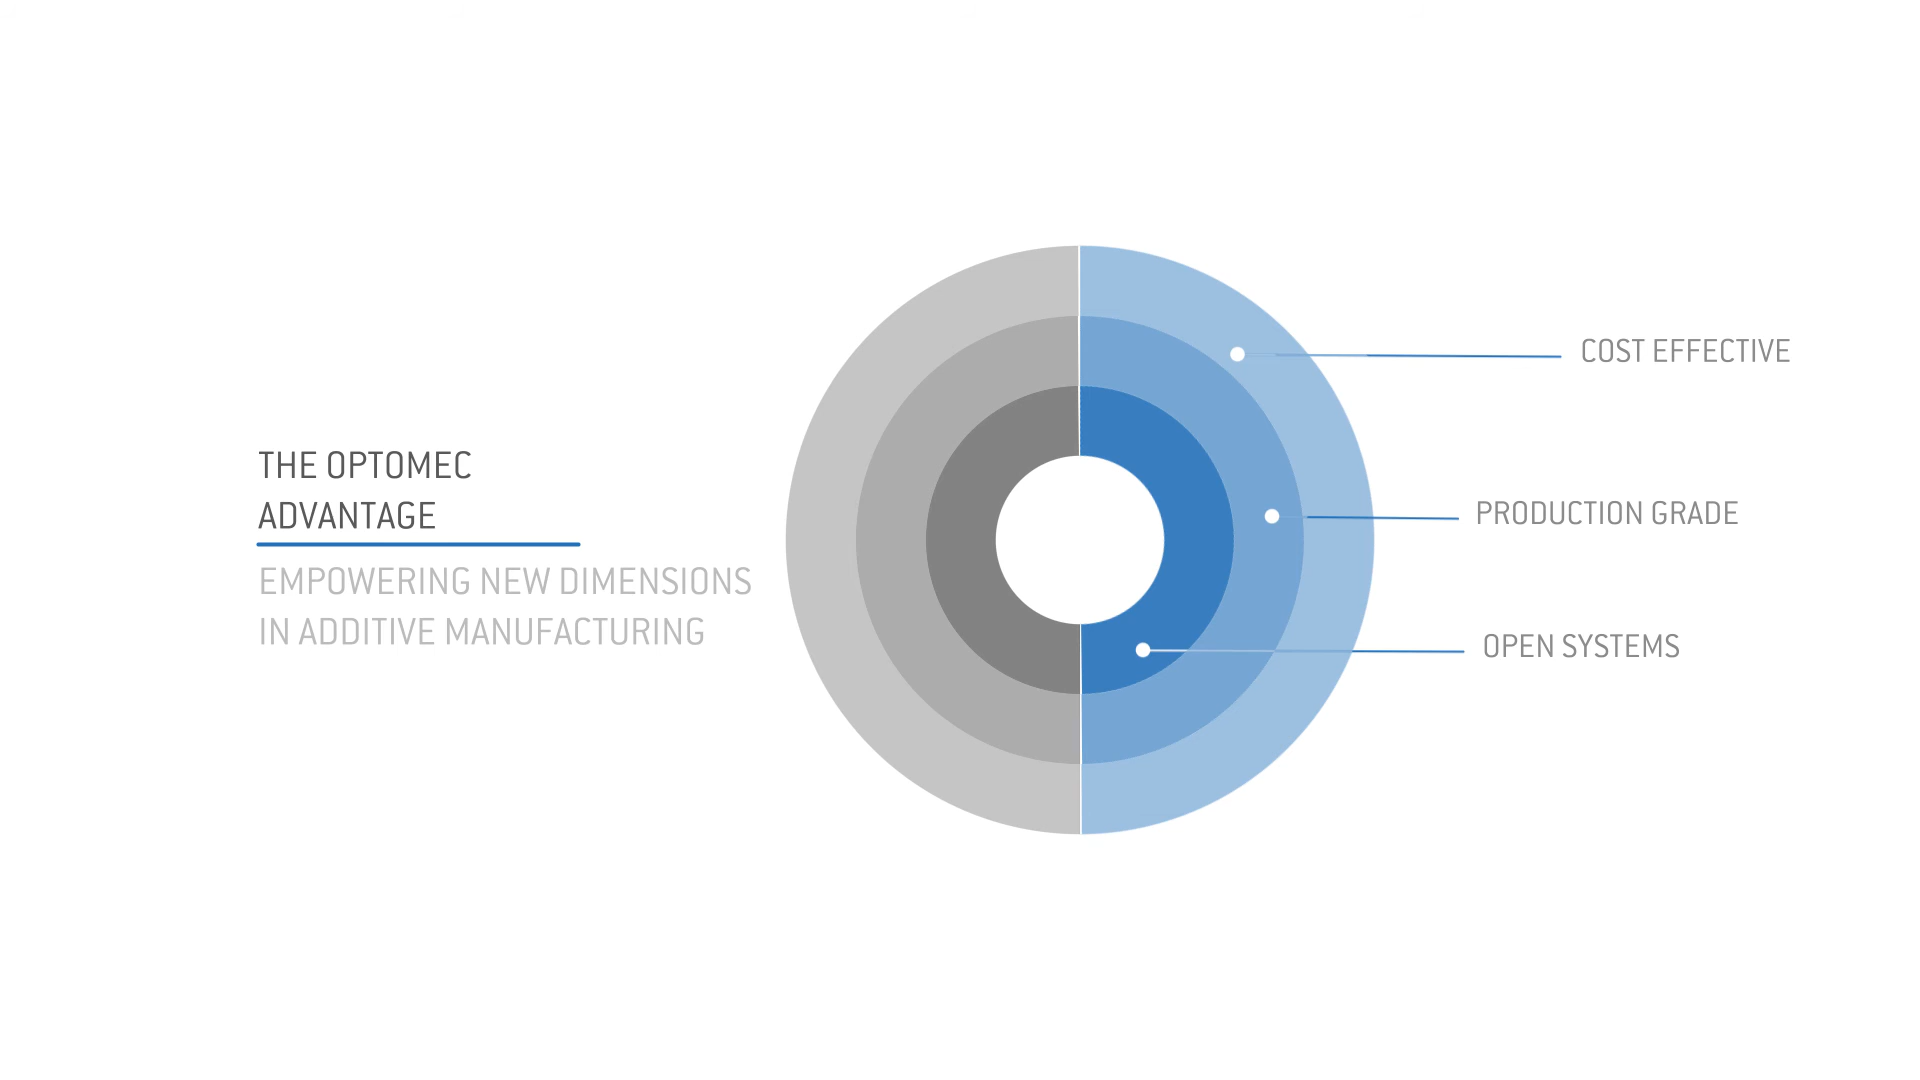 THE OPTOMEC
ADVANTAGE
EMPOWERING NEW DIMENSIONS
IN ADDITIVE MANUFACTURING
COST EFFECTIVE
PRODUCTION GRADE
OPEN SYSTEMS